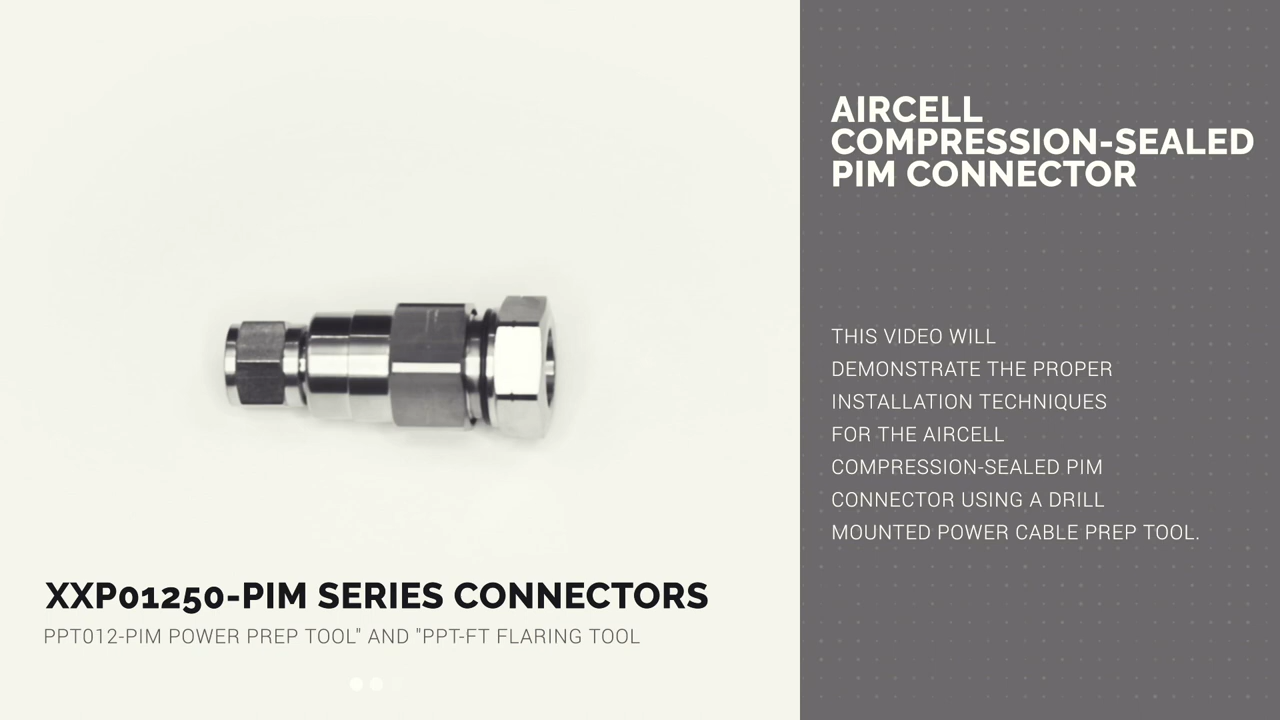 XXP01250-PIM SERIES CONNECTORS
PPT012-PIM POWER PREP TOOL" AND "PPT-FT FLARING TOOL
AIRCELL
COMPRESSION-SEALED
PIM CONNECTOR
THIS VIDEO WILL
DEMONSTRATE THE PROPER
INSTALLATION TECHNIQUES
FOR THE AIRCELL
COMPRESSION-SEALED PIM
CONNECTOR USING A DRILL
MOUNTED POWER CABLE PREP TOOL.